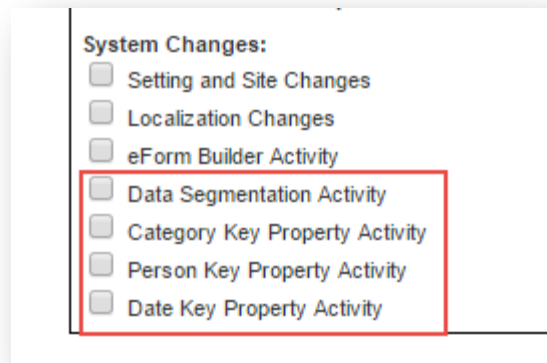 System Changes:
Setting and Site Changes
Localization Changes
eForm Builder Activity
Data Segmentation Activity
Category Key Property Activity
Person Key Property Activity
Date Key Property Activity